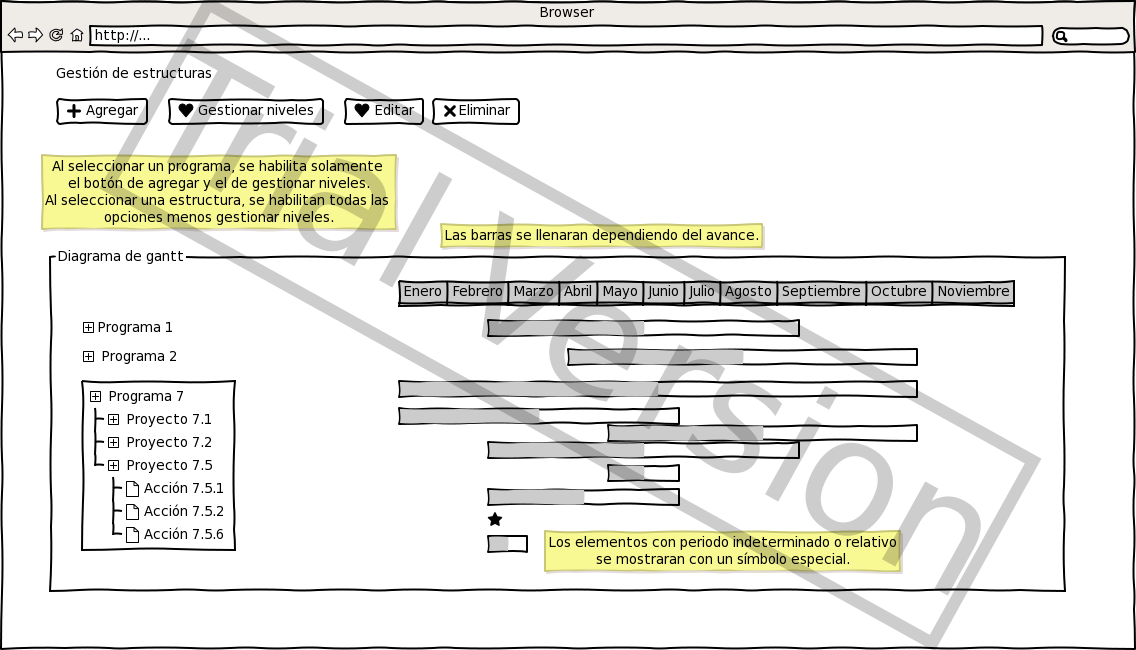 Browser
http://...
Gestión de estructuras
Agregar
Gestionar niveles
Editar
Eliminar
Al seleccionar un programa, se habilita solamente
el botón de agregar y el de gestionar niveles.
Al seleccionar una estructura, se habilitan todas las
opciones menos gestionar niveles.
Las barras se llenaran dependiendo del avance.
Diagrama de gantt
Enero Febrero Marzo Abril Mayo Junio Julio Agosto Septiembre Octubre Noviembre
Programa 1
Programa 2
Programa 7
Proyecto 7.1
Proyecto 7.2
Proyecto 7.5
Acción 7.5.1
Acción 7.5.2
Acción 7.5.6
Los elementos con periodo indeterminado o relativo
se mostraran con un símbolo especial.
Trial Version